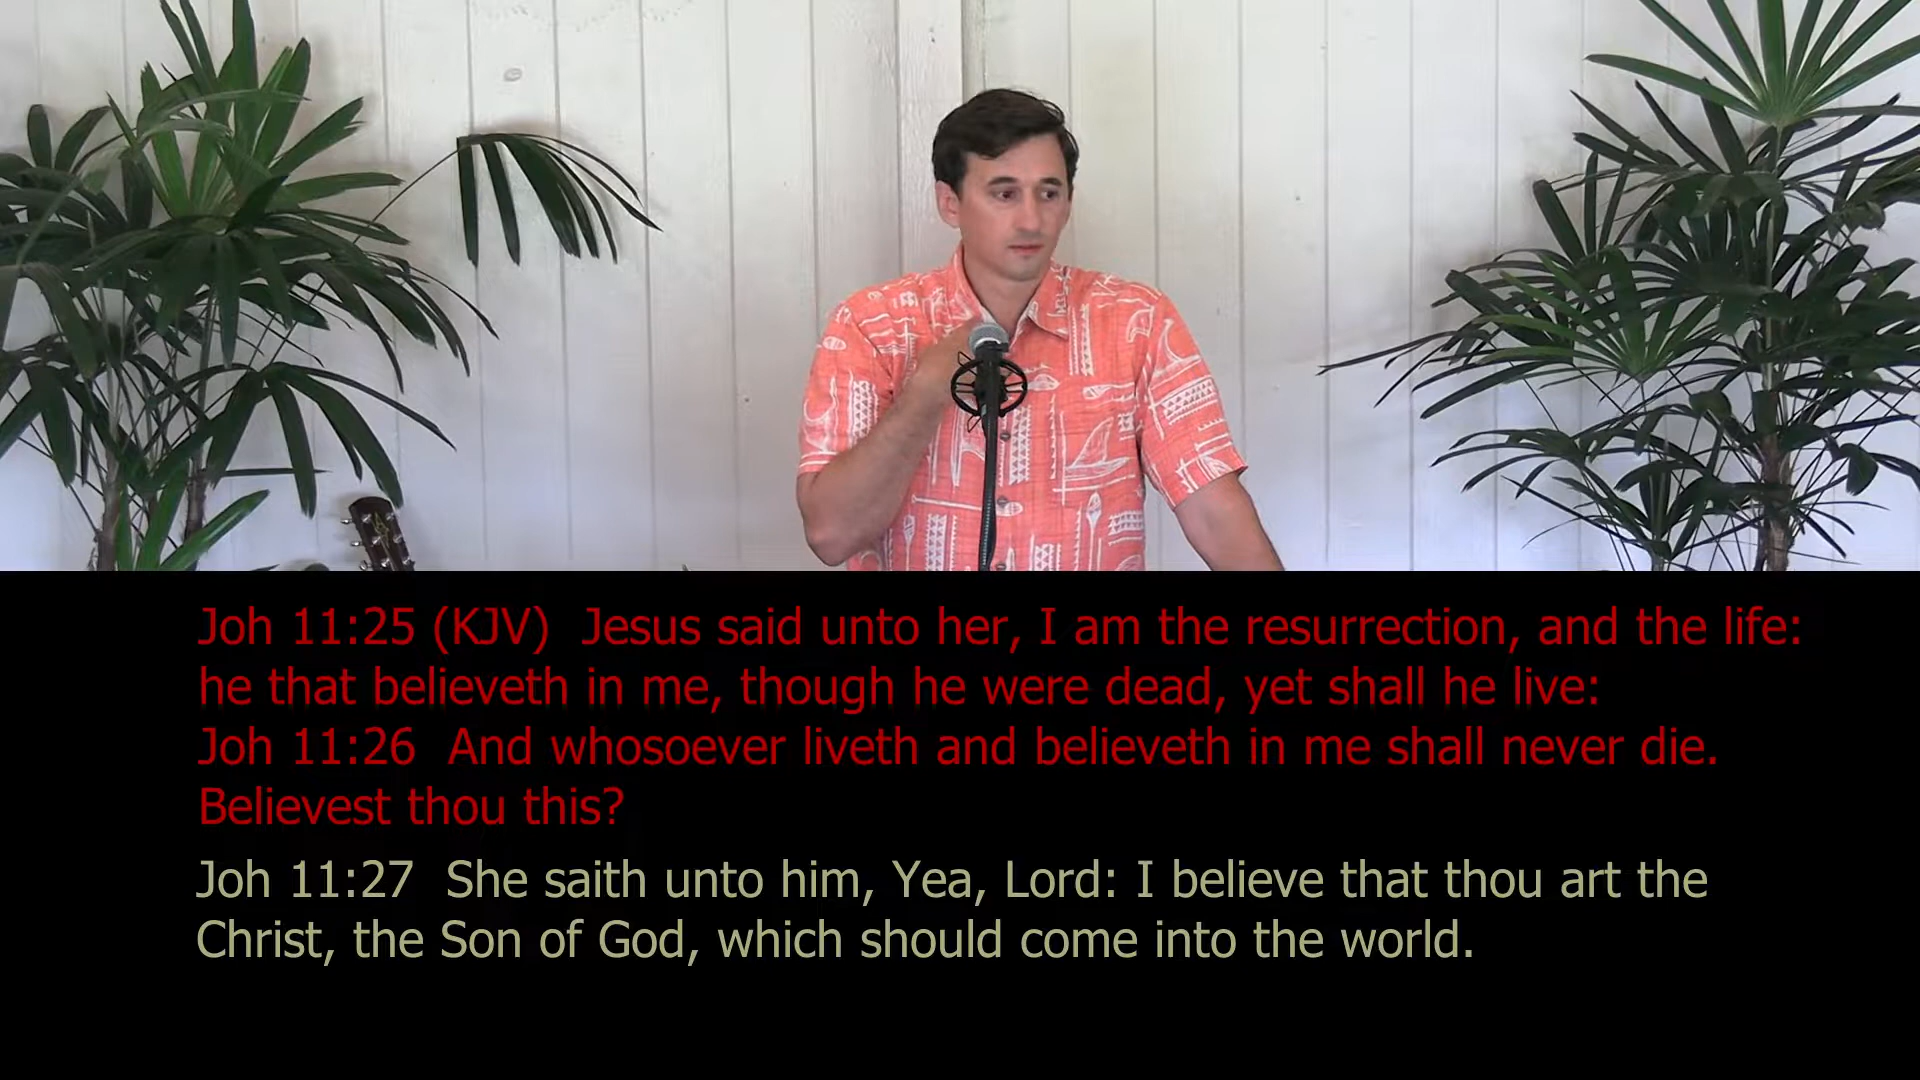 Joh 11:25 (KJV)  Jesus said unto her, I am the resurrection, and the life:
he that believeth in me, though he were dead, yet shall he live:
Joh 11:26  And whosoever liveth and believeth in me shall never die.
Believest thou this?
Joh 11:27  She saith unto him, Yea, Lord: I believe that thou art the
Christ, the Son of God, which should come into the world.